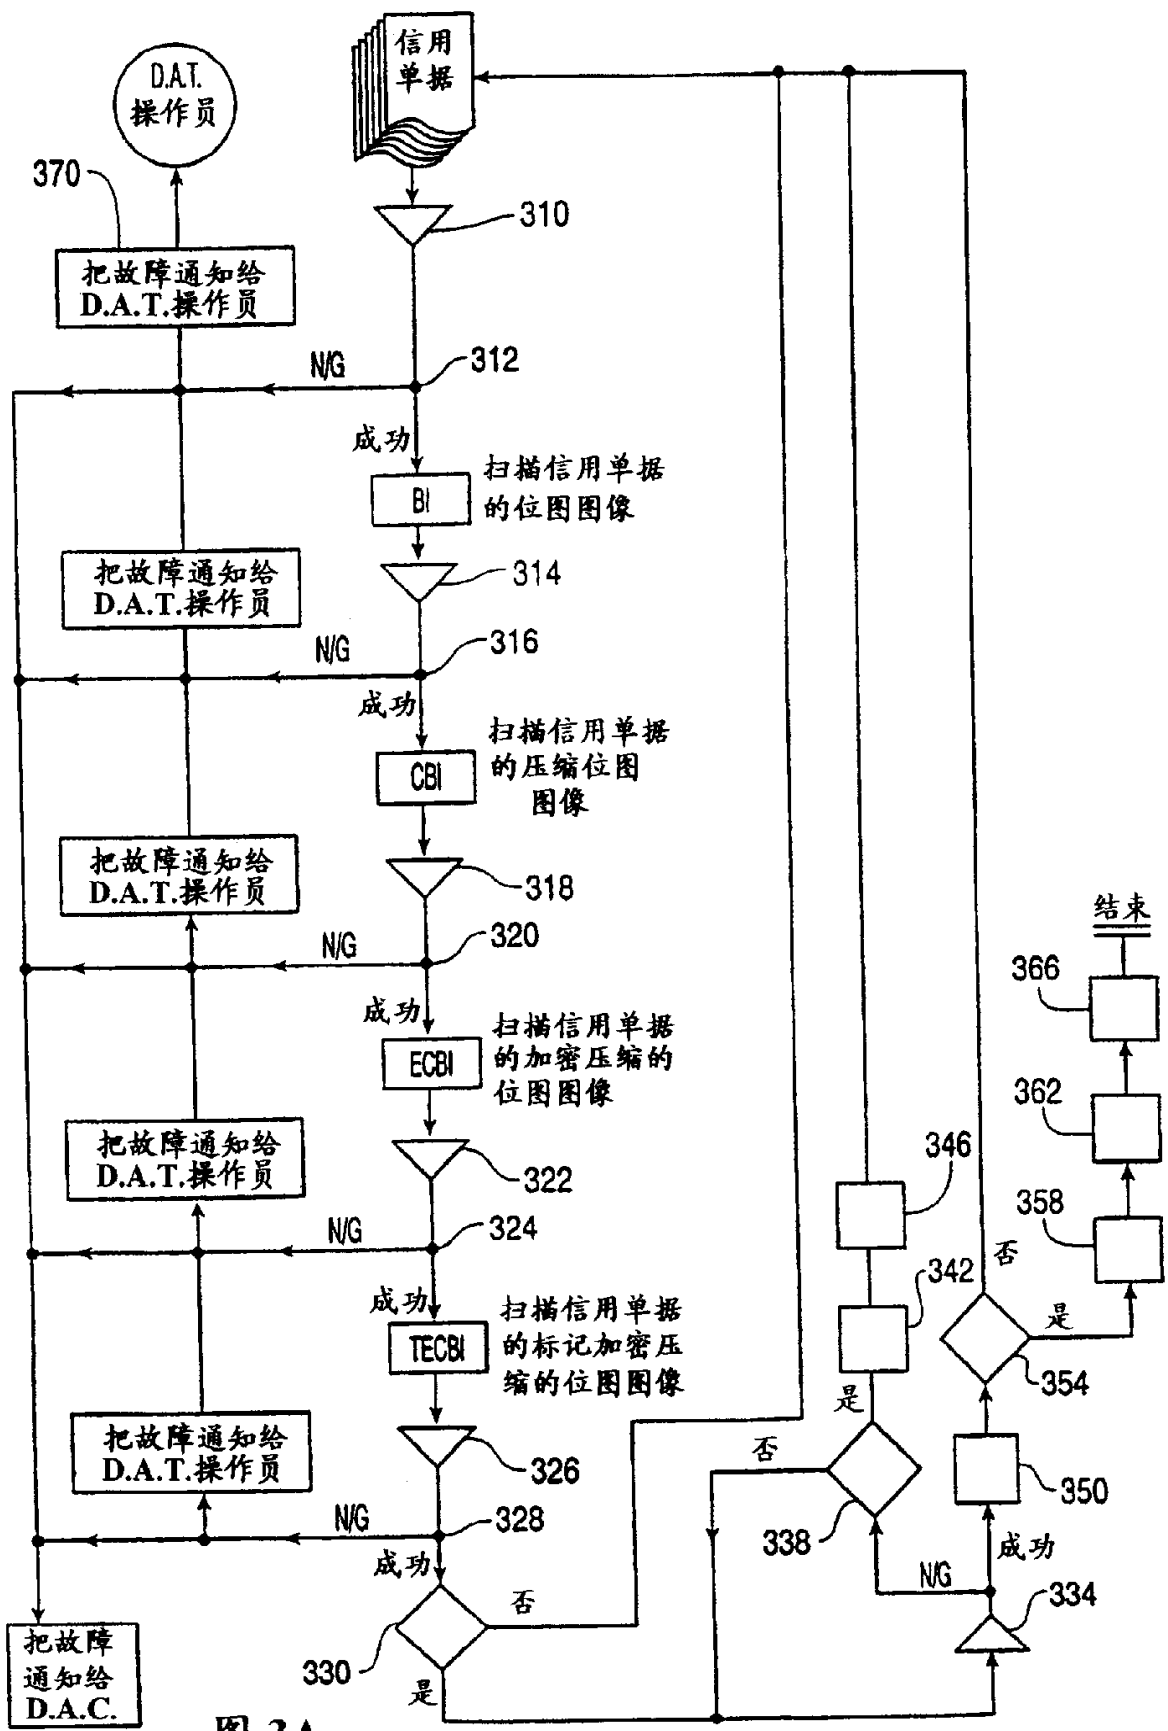 D.A.T.
操作员
信用
单据
370
310
把故障通知给
D.A.T.操作员
N/G
312
成功
BI
扫描信用单据
的位图图像
把故障通知给
D.A.T.操作员
314
N/G
316
成功
CBI
扫描信用单据
的压缩位图
图像
把故障通知给
D.A.T.操作员
318
N/G
320
成功
ECBI
扫描信用单据
的加密压缩的
位图图像
把故障通知给
D.A.T.操作员
322
N/G
324
成功
TECBI
扫描信用单据
的标记加密压
缩的位图图像
把故障通知给
D.A.T.操作员
326
N/G
328
成功
把故障
通知给
D.A.C.
330
否
是
结束
366
362
358
346
342
否
是
354
是
否
338
350
成功
N/G
334